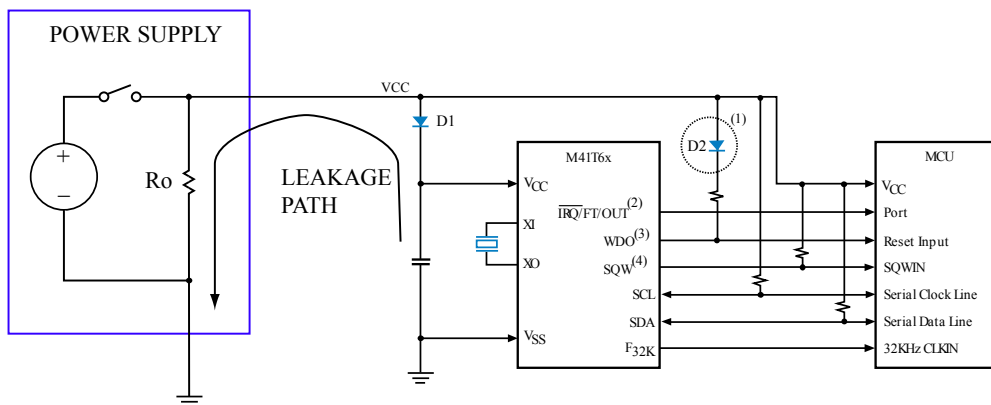 POWER SUPPLY
VCC
D1
(1)
D2
+
−
Ro
LEAKAGE
PATH
M41T6x
MCU
VCC
XI
XO
VSS
IRQ/FT/OUT(2)
WDO(3)
SQW(4)
SCL
SDA
F32K
VCC
Port
Reset Input
SQWIN
Serial Clock Line
Serial Data Line
32KHz CLKIN